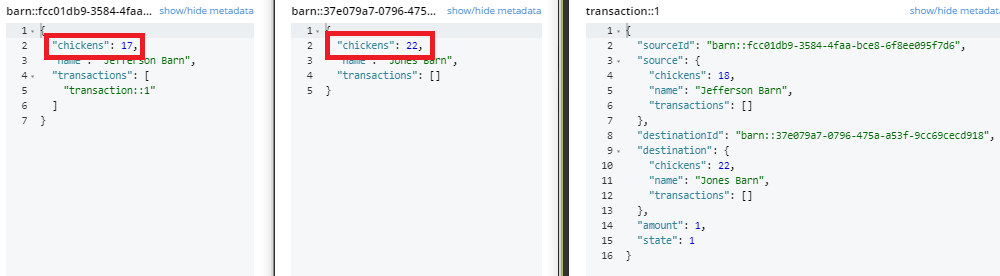 barn::fcc01db9-3584-4faa... show/hide metadata
1 {
2 "chickens": 17,
3 "name": "Jefferson Barn",
4 "transactions": [
5 "transaction::1"
6 ]
7 }
barn::37e079a7-0796-475... show/hide metadata
1 {
2 "chickens": 22,
3 "name": "Jones Barn",
4 "transactions": []
5 }
transaction::1 show/hide metadata
1 {
2 "sourceId": "barn::fcc01db9-3584-4faa-bce8-6f8ee095f7d6",
3 "source": {
4 "chickens": 18,
5 "name": "Jefferson Barn",
6 "transactions": []
7 },
8 "destinationId": "barn::37e079a7-0796-475a-a53f-9cc69cecd918",
9 "destination": {
10 "chickens": 22,
11 "name": "Jones Barn",
12 "transactions": []
13 },
14 "amount": 1,
15 "state": 1
16 }